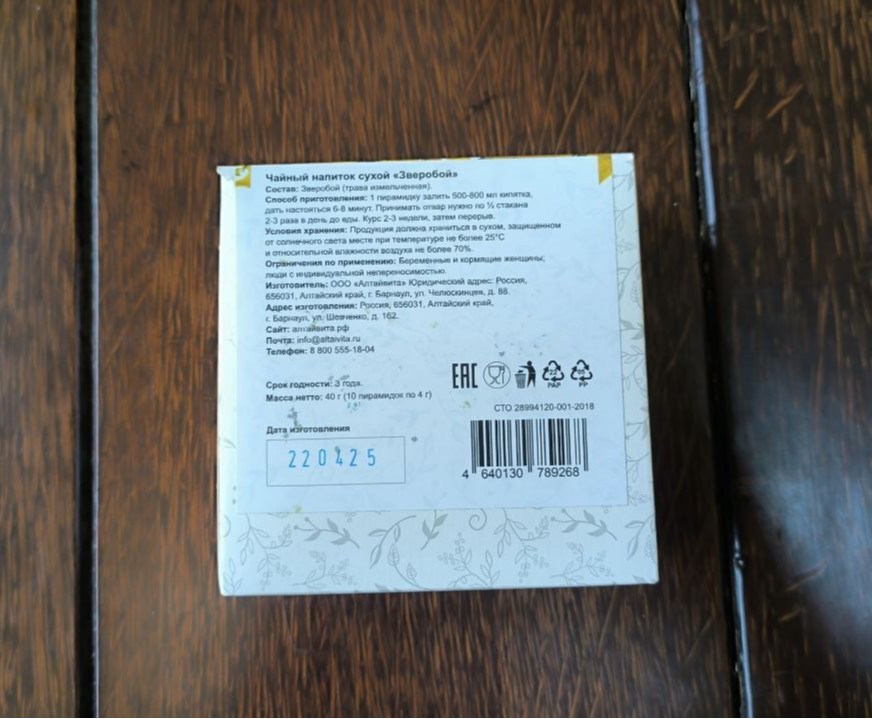 Чайный напиток сухой «Зверобой»
Состав: Зверобой (трава измельченная).
Способ приготовления: 1 пирамидку залить 500-800 мл кипятка,
дать настояться 6-8 минут. Принимать отвар нужно по ½ стакана
2-3 раза в день до еды. Курс 2-3 недели, затем перерыв.
Условия хранения: Продукция должна храниться в сухом, защищенном
от солнечного света месте при температуре не более 25°С
и относительной влажности воздуха не более 70%.
Ограничения по применению: Беременные и кормящие женщины;
люди с индивидуальной непереносимостью.
Изготовитель: ООО «Алтайвита» Юридический адрес: Россия,
656031, Алтайский край, г. Барнаул, ул. Челюскинцев, д. 88.
Адрес изготовления: Россия, 656031, Алтайский край,
г. Барнаул, ул. Шевченко, д. 162.
Сайт: алтайвита.рф
Почта: info@altaivita.ru
Телефон: 8 800 555-18-04
Срок годности: 3 года.
Масса нетто: 40 г (10 пирамидок по 4 г)
ЕАС
22
PAP
05
PP
СТО 28994120-001-2018
Дата изготовления
220425
4 640130 789268